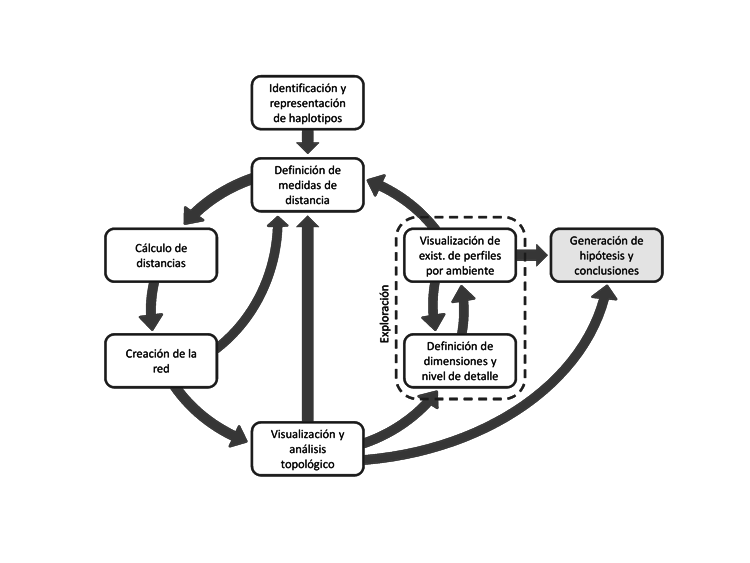 Identificación y
representación
de haplotipos
Definición de
medidas de
distancia
Cálculo de
distancias
Creación de la
red
Visualización y
análisis
topológico
Exploración
Visualización de
exist. de perfiles
por ambiente
Definición de
dimensiones y
nivel de detalle
Generación de
hipótesis y
conclusiones